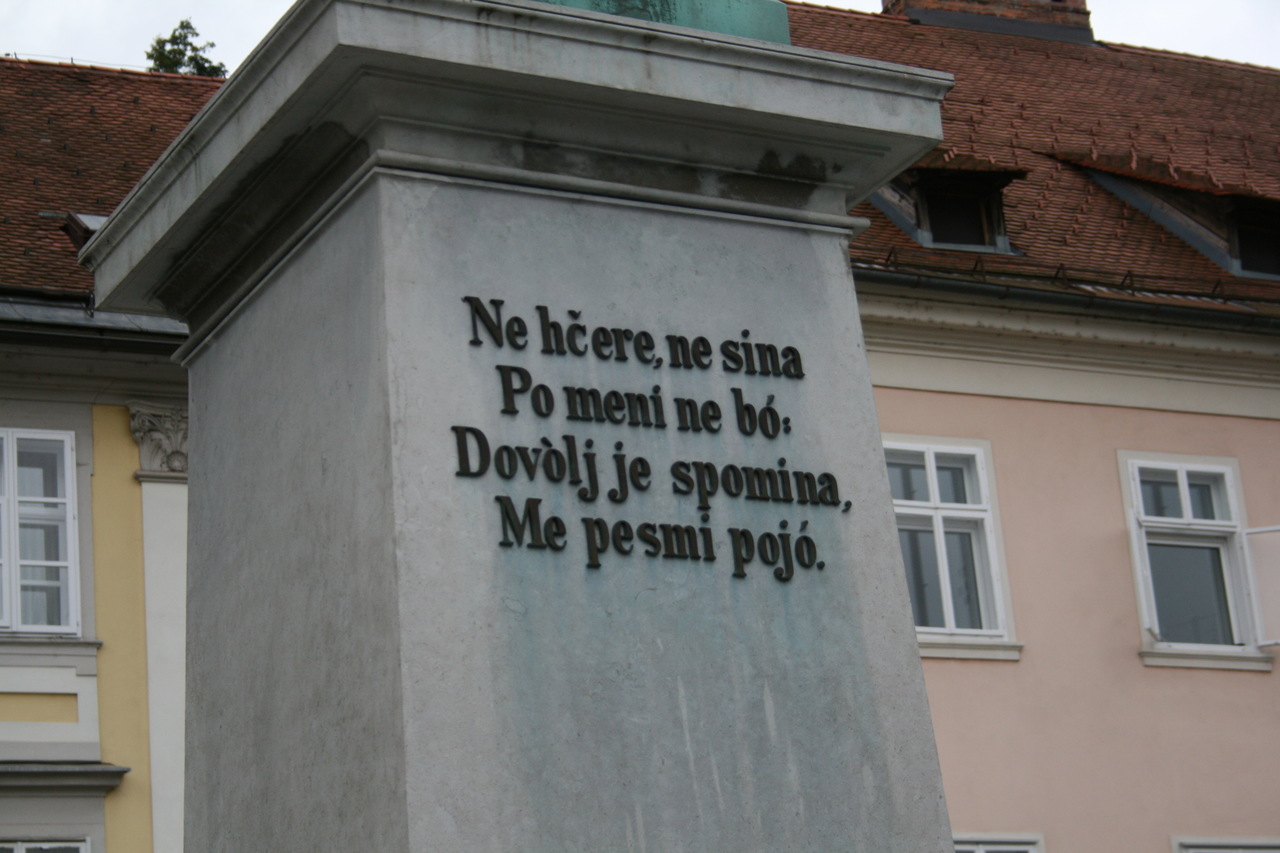 Ne hčere, ne sina
Po meni ne bó:
Dovòlj je spomina,
Me pesmi pojó.